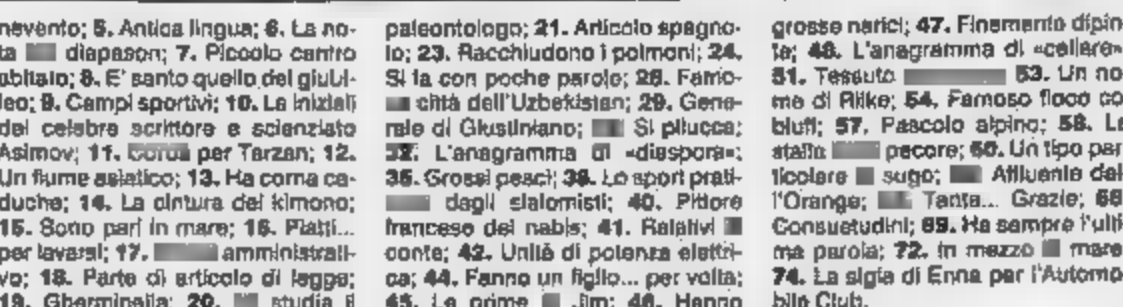 nevento; 5. Antica lingua; 6. La no-
ta diapason; 7. Piccolo centro
abitato; 8. E' santo quello del giubi-
leo; 9. Campi sportivi; 10. Le iniziali
del celebre scrittore e scienziato
Asimov; 11. per Tarzan; 12.
Un fiume asiatico; 13. Ha corna ca-
duche; 14. La cintura del kimono;
15. Sono pari in mare; 16. Piatti...
per lavarsi; 17. amministrati-
vo; 18. Parte di articolo di legge;
19. Gherminella; 20. studia il
paleontologo; 21. Articolo spagno-
lo; 23. Racchiudono i polmoni; 24.
Si fa con poche parole; 26. Famo-
città dell'Uzbekistan; 29. Gene-
rale di Giustiniano; Si pilucca;
32. L'anagramma di «diaspora»;
35. Grossi pesci; 38. Lo sport prati-
dagli slalomisti; 40. Pittore
francese dei nabis; 41. Relativi
conte; 42. Unità di potenza elettri-
ca; 44. Fanno un figlio... per volta;
45. Le prime Jim; 46. Hanno
grosse narici; 47. Finemente dipin-
te; 48. L'anagramma di «cellere»
51. Tessuto 53. Un no-
me di Rilke; 54. Famoso fioco co
bluff; 57. Pascolo alpino; 58. La
stalla pecore; 60. Un tipo par
ticolare sugo; Affluente del
l'Orange; Tante... Grazie; 68
Consuetudini; 69. Ha sempre l'ulti
ma parola; 72. In mezzo mare
74. La sigla di Enna per l'Automo
bile Club.